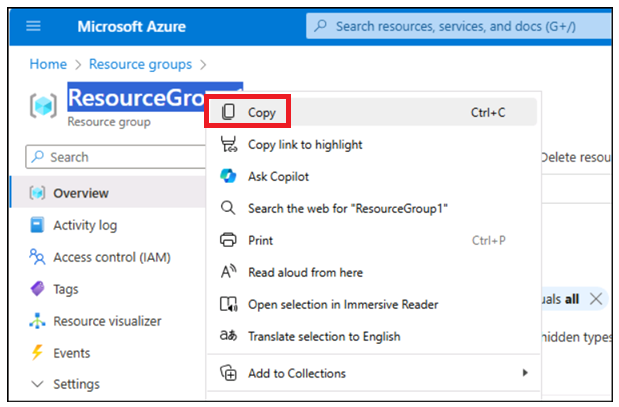 Microsoft Azure
Search resources, services, and docs (G+/)
Home > Resource groups >
ResourceGro
Resource group
Search
Overview
Activity log
Access control (IAM)
Tags
Resource visualizer
Events
Settings
Copy Ctrl+C
Copy link to highlight
Ask Copilot
Search the web for "ResourceGroup1"
Print Ctrl+P
Read aloud from here
Open selection in Immersive Reader
Translate selection to English
Add to Collections
Delete resou
uals all
hidden types